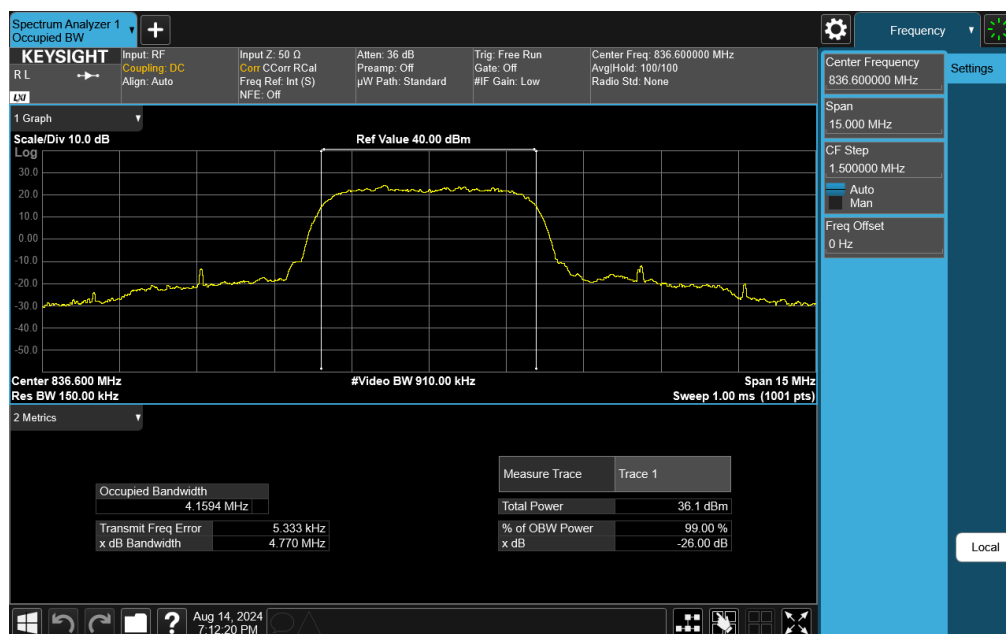 Spectrum Analyzer 1
Occupied BW
+
Frequency
KEYSIGHT
R L
LXI
Input: RF
Coupling: DC
Align: Auto
Input Z: 50 Ω
Corr CCorr RCal
Freq Ref: Int (S)
NFE: Off
Atten: 36 dB
Preamp: Off
µW Path: Standard
Trig: Free Run
Gate: Off
#IF Gain: Low
Center Freq: 836.600000 MHz
Avg|Hold: 100/100
Radio Std: None
Center Frequency
836.600000 MHz
Settings
Span
15.000 MHz
CF Step
1.500000 MHz
Auto
Man
Freq Offset
0 Hz
Local
1 Graph
Scale/Div 10.0 dB
Ref Value 40.00 dBm
Log
30.0
20.0
10.0
0.00
-10.0
-20.0
-30.0
-40.0
-50.0
Center 836.600 MHz
#Video BW 910.00 kHz
Span 15 MHz
Res BW 150.00 kHz
Sweep 1.00 ms (1001 pts)
2 Metrics
Occupied Bandwidth
4.1594 MHz
Transmit Freq Error 5.333 kHz
x dB Bandwidth 4.770 MHz
Measure Trace Trace 1
Total Power 36.1 dBm
% of OBW Power 99.00 %
x dB -26.00 dB
?
Aug 14, 2024
7:12:20 PM